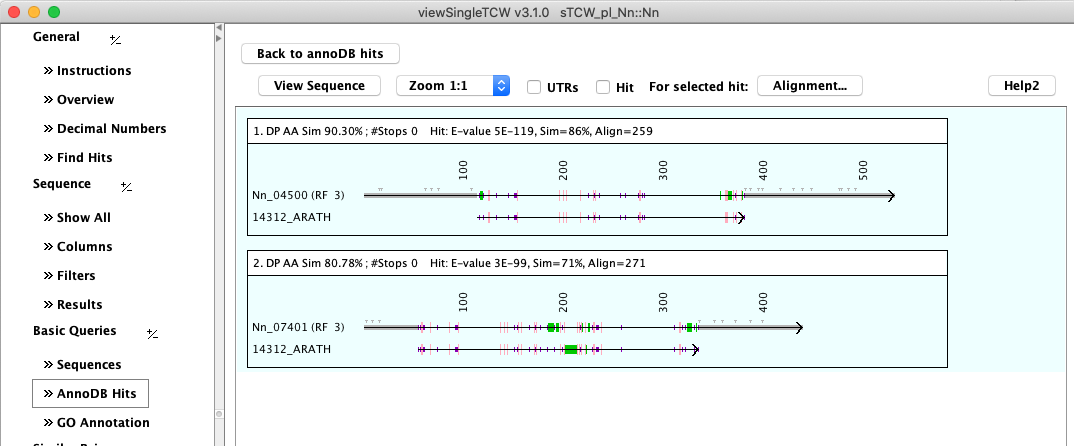 viewSingleTCW v3.1.0 sTCW_pl_Nn::Nn
General +/-
>> Instructions
>> Overview
>> Decimal Numbers
>> Find Hits
Sequence +/-
>> Show All
>> Columns
>> Filters
>> Results
Basic Queries +/-
>> Sequences
>> AnnoDB Hits
>> GO Annotation
Back to annoDB hits
View Sequence Zoom 1:1 UTRs Hit For selected hit: Alignment... Help2
1. DP AA Sim 90.30% ; #Stops 0 Hit: E-value 5E-119, Sim=86%, Align=259
100 200 300 400 500
Nn_04500 (RF 3)
14312_ARATH
2. DP AA Sim 80.78% ; #Stops 0 Hit: E-value 3E-99, Sim=71%, Align=271
100 200 300 400
Nn_07401 (RF 3)
14312_ARATH